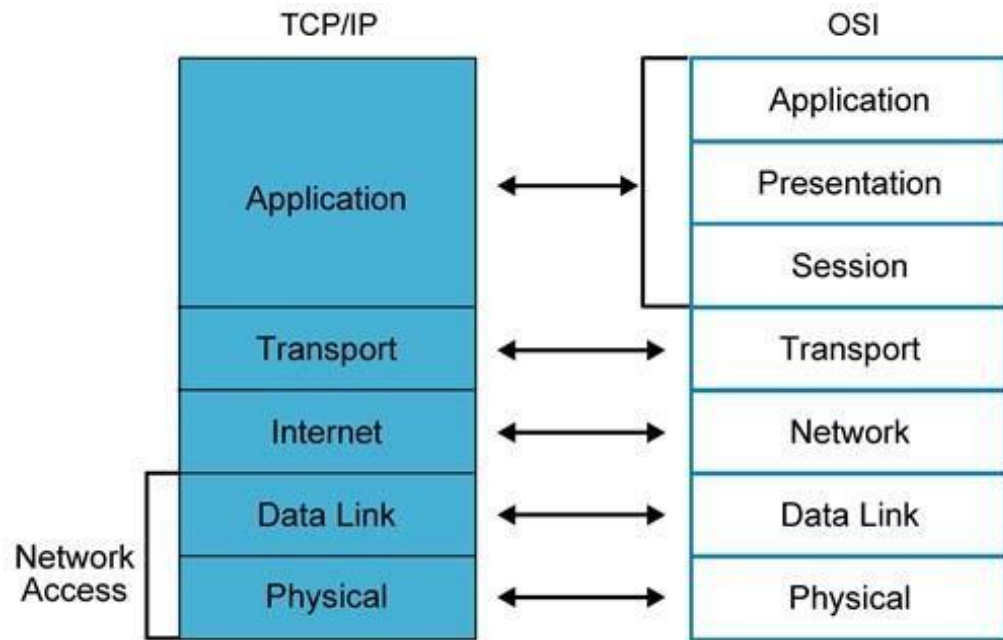 TCP/IP
Application
Transport
Internet
Data Link
Physical
Network
Access
OSI
Application
Presentation
Session
Transport
Network
Data Link
Physical